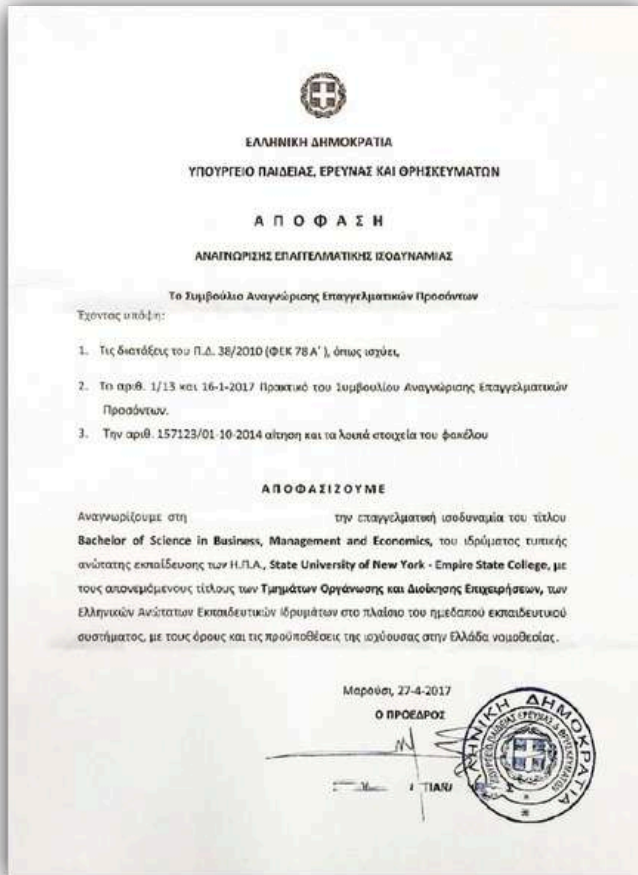 ΕΛΛΗΝΙΚΗ ΔΗΜΟΚΡΑΤΙΑ
ΥΠΟΥΡΓΕΙΟ ΠΑΙΔΕΙΑΣ, ΕΡΕΥΝΑΣ ΚΑΙ ΘΡΗΣΚΕΥΜΑΤΩΝ
ΑΠΟΦΑΣΗ
ΑΝΑΓΝΩΡΙΣΗΣ ΕΠΑΓΓΕΛΜΑΤΙΚΗΣ ΙΣΟΔΥΝΑΜΙΑΣ
Το Συμβούλιο Αναγνώρισης Επαγγελματικών Προσόντων
Έχοντας υπόψη:
1. Τις διατάξεις του Π.Δ. 38/2010 (ΦΕΚ 78 Α΄ ), όπως ισχύει,
2. Το αριθ. 1/13 και 16-1-2017 Πρακτικό του Συμβουλίου Αναγνώρισης Επαγγελματικών
Προσόντων.
3. Την αριθ. 157123/01-10-2014 αίτηση και τα λοιπά στοιχεία του φακέλου
ΑΠΟΦΑΣΙΖΟΥΜΕ
Αναγνωρίζουμε στη την επαγγελματική ισοδυναμία του τίτλου
Bachelor of Science in Business, Management and Economics, του ιδρύματος τυπικής
ανώτατης εκπαίδευσης των Η.Π.Α., State University of New York - Empire State College, με
τους απονεμόμενους τίτλους των Τμημάτων Οργάνωσης και Διοίκησης Επιχειρήσεων, των
Ελληνικών Ανώτατων Εκπαιδευτικών Ιδρυμάτων στο πλαίσιο του ημεδαπού εκπαιδευτικού
συστήματος, με τους όρους και τις προϋποθέσεις της ισχύουσας στην Ελλάδα νομοθεσίας.
Μαρούσι, 27-4-2017
Ο ΠΡΟΕΔΡΟΣ
ΕΛΛΗΝΙΚΗ ΔΗΜΟΚΡΑΤΙΑ
ΥΠΟΥΡΓΕΙΟ ΠΑΙΔΕΙΑΣ ΕΡΕΥΝΑΣ & ΘΡΗΣΚΕΥΜΑΤΩΝ